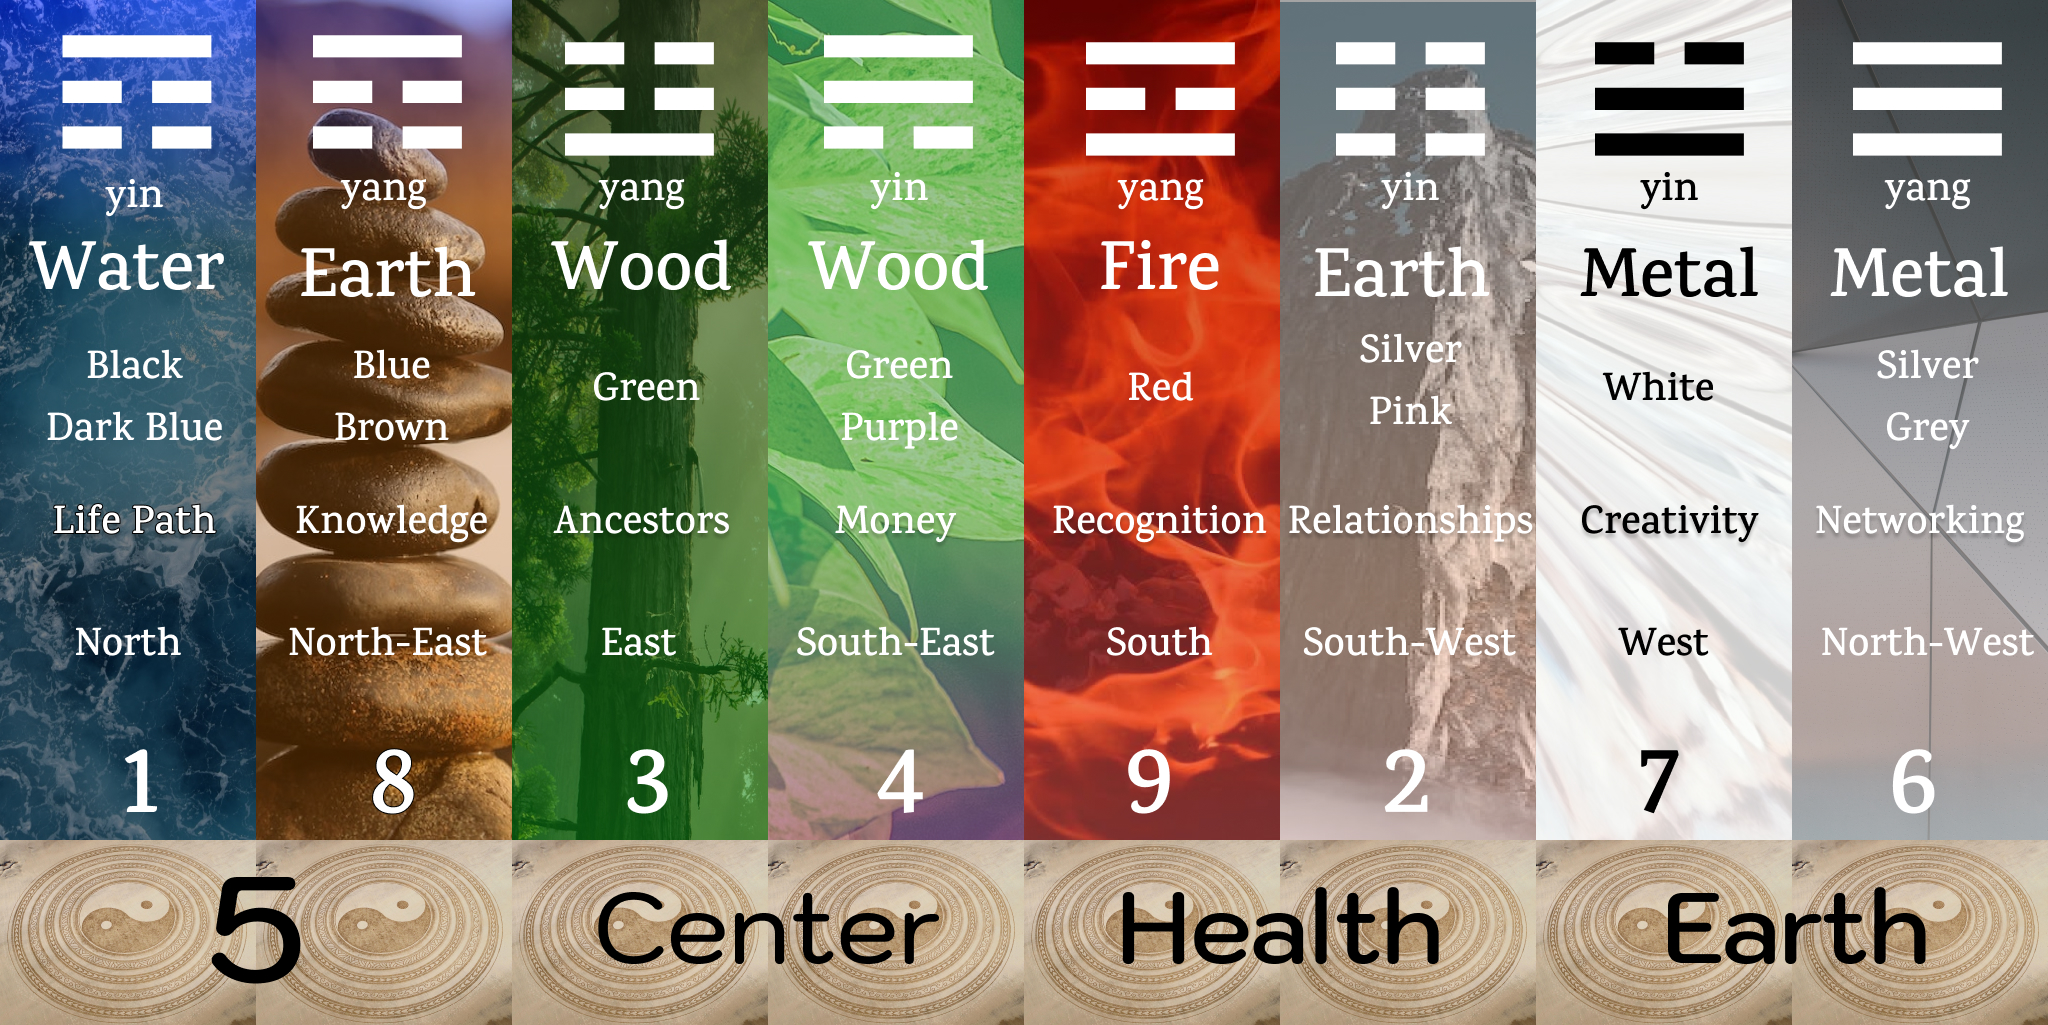 yin
Water
Black
Dark Blue
Life Path
North
1
yang
Earth
Blue
Brown
Knowledge
North-East
8
yang
Wood
Green
Ancestors
East
3
yin
Wood
Green
Purple
Money
South-East
4
yang
Fire
Red
Recognition
South
9
yin
Earth
Silver
Pink
Relationships
South-West
2
yin
Metal
White
Creativity
West
7
yang
Metal
Silver
Grey
Networking
North-West
6
5 Center Health Earth